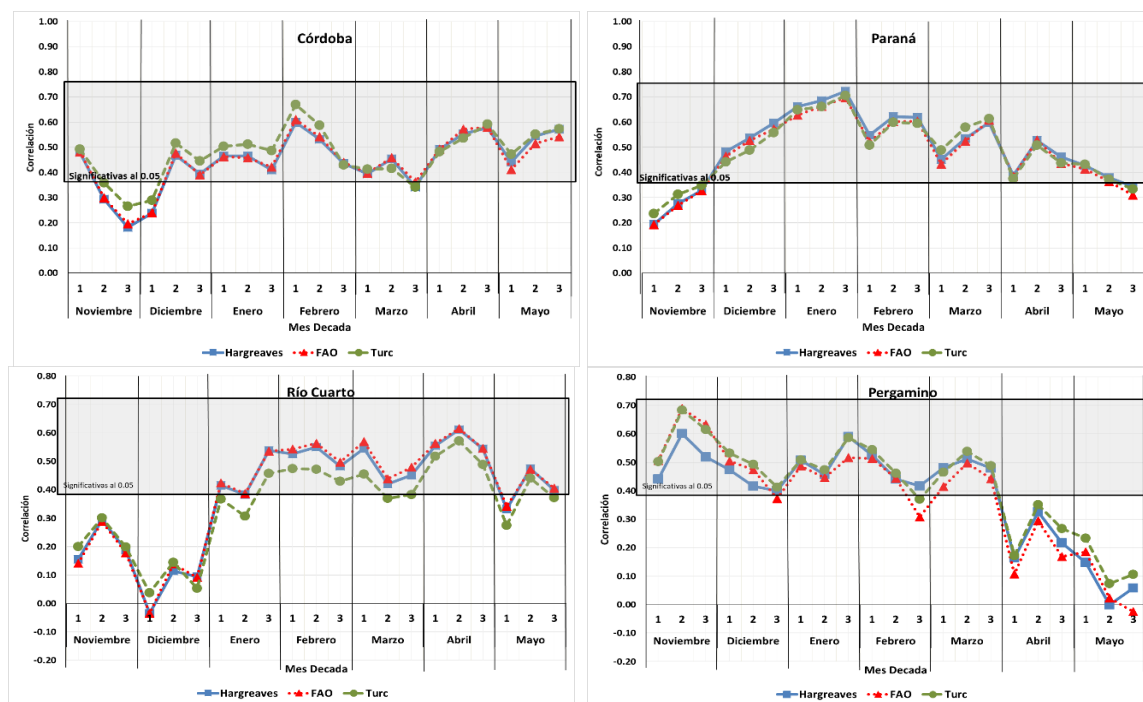 Córdoba
1.00
0.90
0.80
0.70
0.60
0.50
0.40
0.30
0.20
0.10
0.00
Correlación
Significativas al 0.05
1 2 3 1 2 3 1 2 3 1 2 3 1 2 3 1 2 3 1 2 3
Noviembre Diciembre Enero Febrero Marzo Abril Mayo
Mes Decada
Hargreaves FAO Turc
Paraná
1.00
0.90
0.80
0.70
0.60
0.50
0.40
0.30
0.20
0.10
0.00
Correlación
Significativas al 0.05
1 2 3 1 2 3 1 2 3 1 2 3 1 2 3 1 2 3 1 2 3
Noviembre Diciembre Enero Febrero Marzo Abril Mayo
Mes Decada
Hargreaves FAO Turc
Río Cuarto
0.80
0.70
0.60
0.50
0.40
0.30
0.20
0.10
0.00
-0.10
-0.20
Correlación
Significativas al 0.05
1 2 3 1 2 3 1 2 3 1 2 3 1 2 3 1 2 3 1 2 3
Noviembre Diciembre Enero Febrero Marzo Abril Mayo
Mes Decada
Hargreaves FAO Turc
Pergamino
0.80
0.70
0.60
0.50
0.40
0.30
0.20
0.10
0.00
-0.10
-0.20
Correlación
Significativas al 0.05
1 2 3 1 2 3 1 2 3 1 2 3 1 2 3 1 2 3 1 2 3
Noviembre Diciembre Enero Febrero Marzo Abril Mayo
Mes Decada
Hargreaves FAO Turc